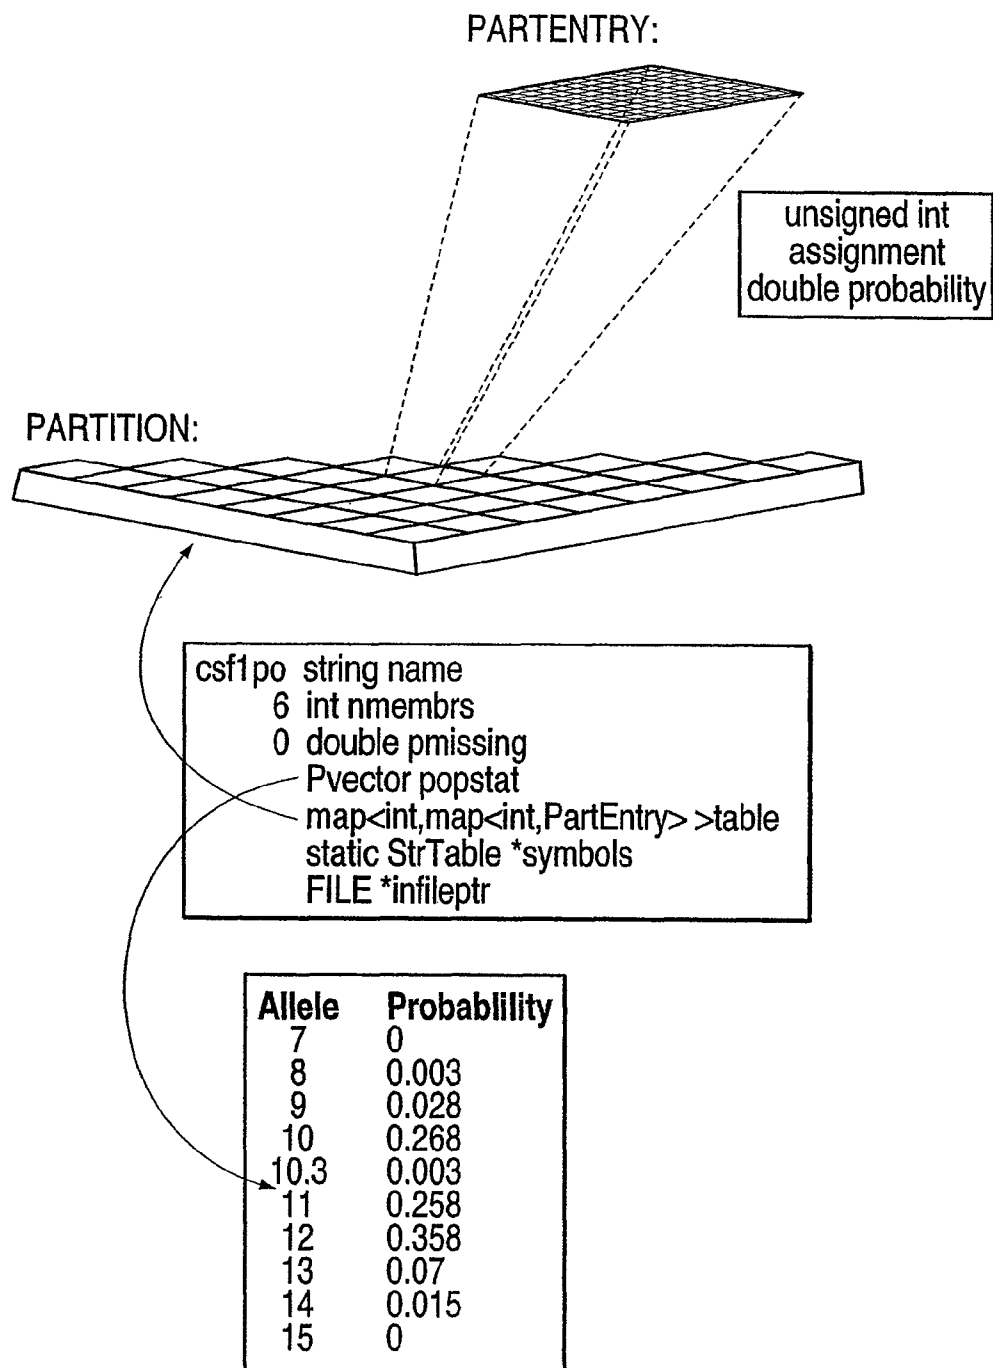 PARTENTRY:
unsigned int
assignment
double probability
PARTITION:
csf1po string name
6 int nmembrs
0 double pmissing
Pvector popstat
map<int,map<int,PartEntry> >table
static StrTable *symbols
FILE *infileptr
Allele Probablility
7 0
8 0.003
9 0.028
10 0.268
10.3 0.003
11 0.258
12 0.358
13 0.07
14 0.015
15 0